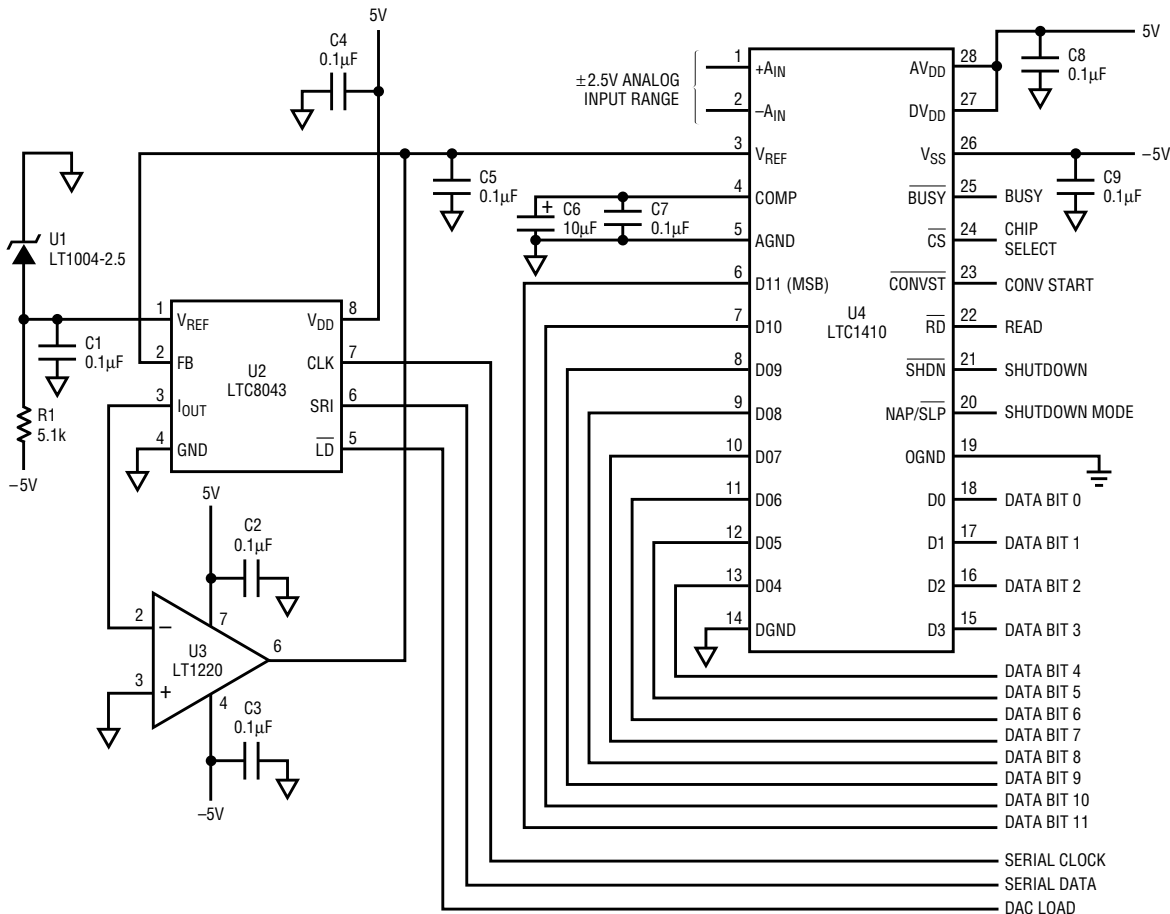 5V
C4
0.1µF
±2.5V ANALOG
INPUT RANGE
U1
LT1004-2.5
C1
0.1µF
R1
5.1k
–5V
1
VREF
2
FB
3
IOUT
4
GND
U2
LTC8043
VDD
8
CLK
7
SRI
6
LD
5
5V
C2
0.1µF
2
–
3
+
U3
LT1220
7
6
4
C3
0.1µF
–5V
C5
0.1µF
+
C6
10µF
C7
0.1µF
1
+AIN
2
–AIN
3
VREF
4
COMP
5
AGND
6
D11 (MSB)
7
D10
8
D09
9
D08
10
D07
11
D06
12
D05
13
D04
14
DGND
U4
LTC1410
AVDD
28
5V
C8
0.1µF
DVDD
27
VSS
26
–5V
C9
0.1µF
BUSY
25
BUSY
CS
24
CHIP
SELECT
CONVST
23
CONV START
RD
22
READ
SHDN
21
SHUTDOWN
NAP/SLP
20
SHUTDOWN MODE
OGND
19
D0
18
DATA BIT 0
D1
17
DATA BIT 1
D2
16
DATA BIT 2
D3
15
DATA BIT 3
DATA BIT 4
DATA BIT 5
DATA BIT 6
DATA BIT 7
DATA BIT 8
DATA BIT 9
DATA BIT 10
DATA BIT 11
SERIAL CLOCK
SERIAL DATA
DAC LOAD